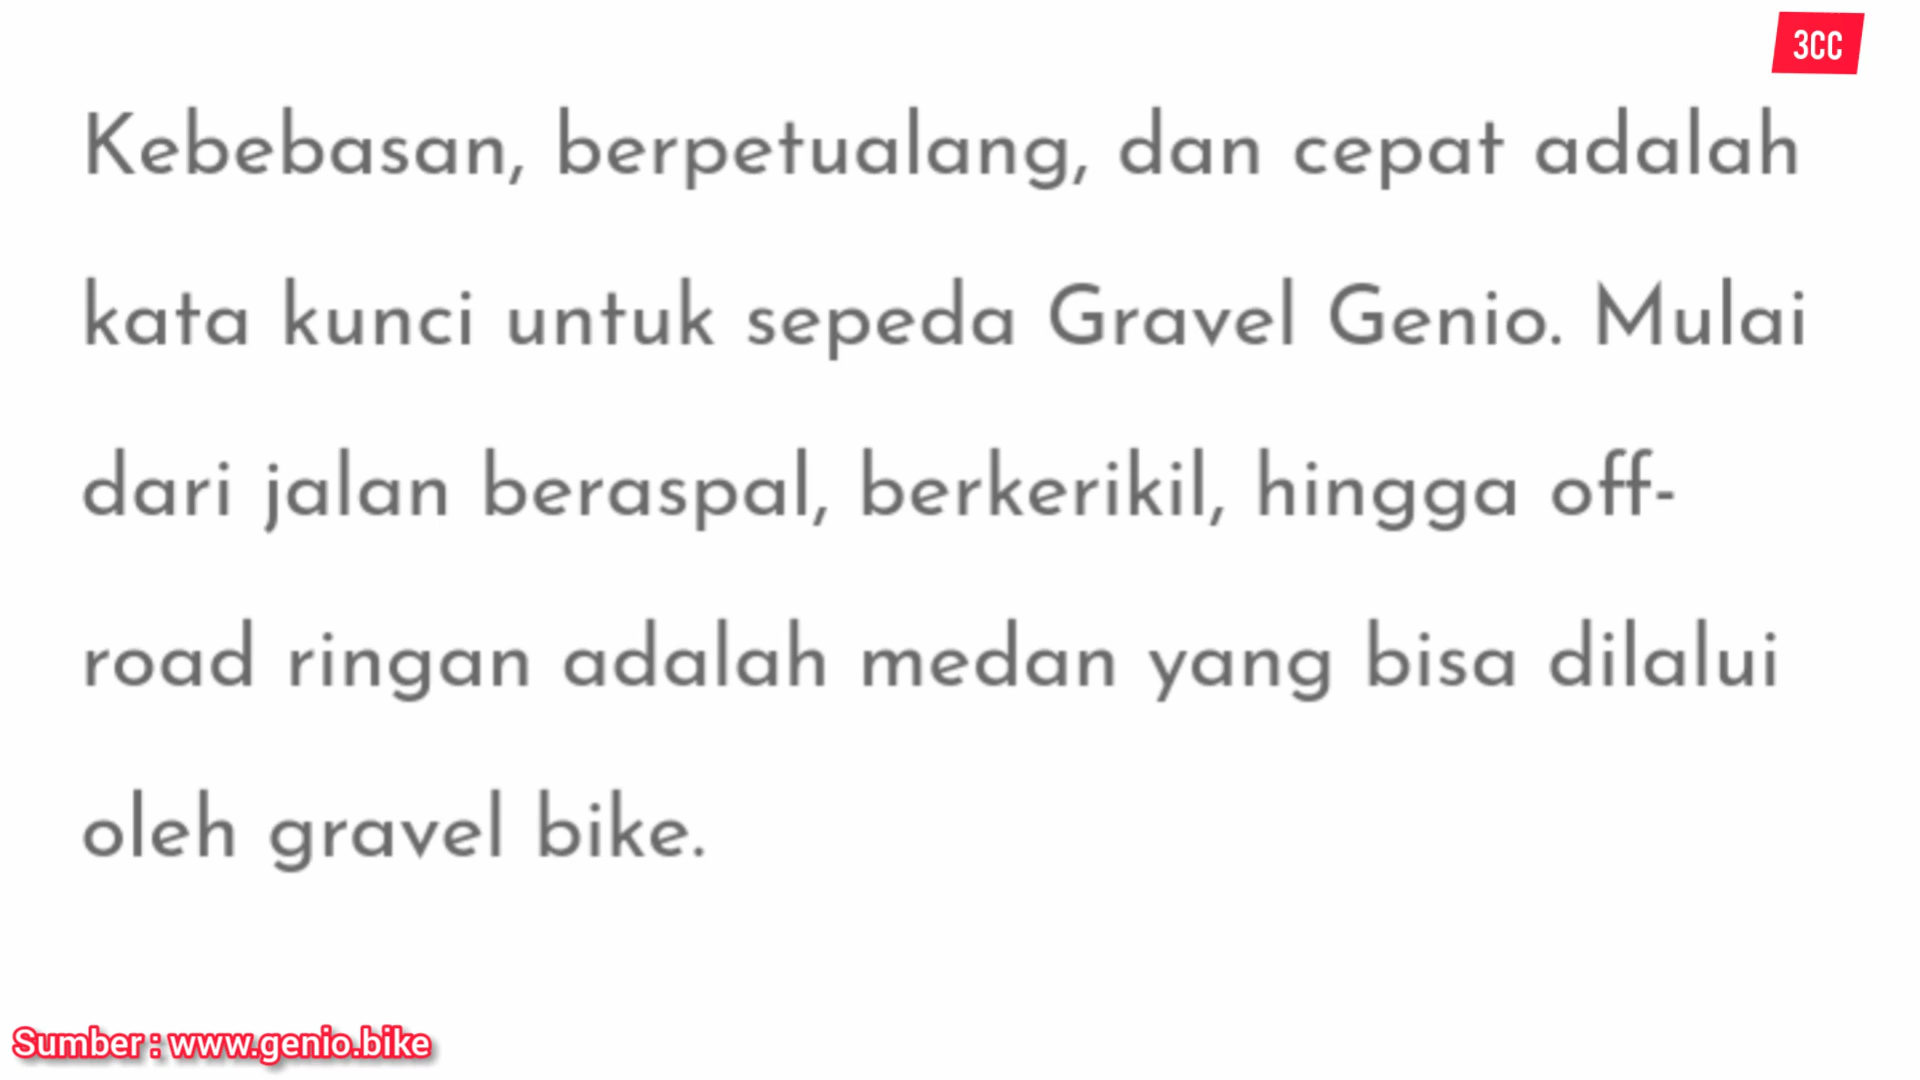 3CC
Kebebasan, berpetualang, dan cepat adalah
kata kunci untuk sepeda Gravel Genio. Mulai
dari jalan beraspal, berkerikil, hingga off-
road ringan adalah medan yang bisa dilalui
oleh gravel bike.
Sumber : www.genio.bike